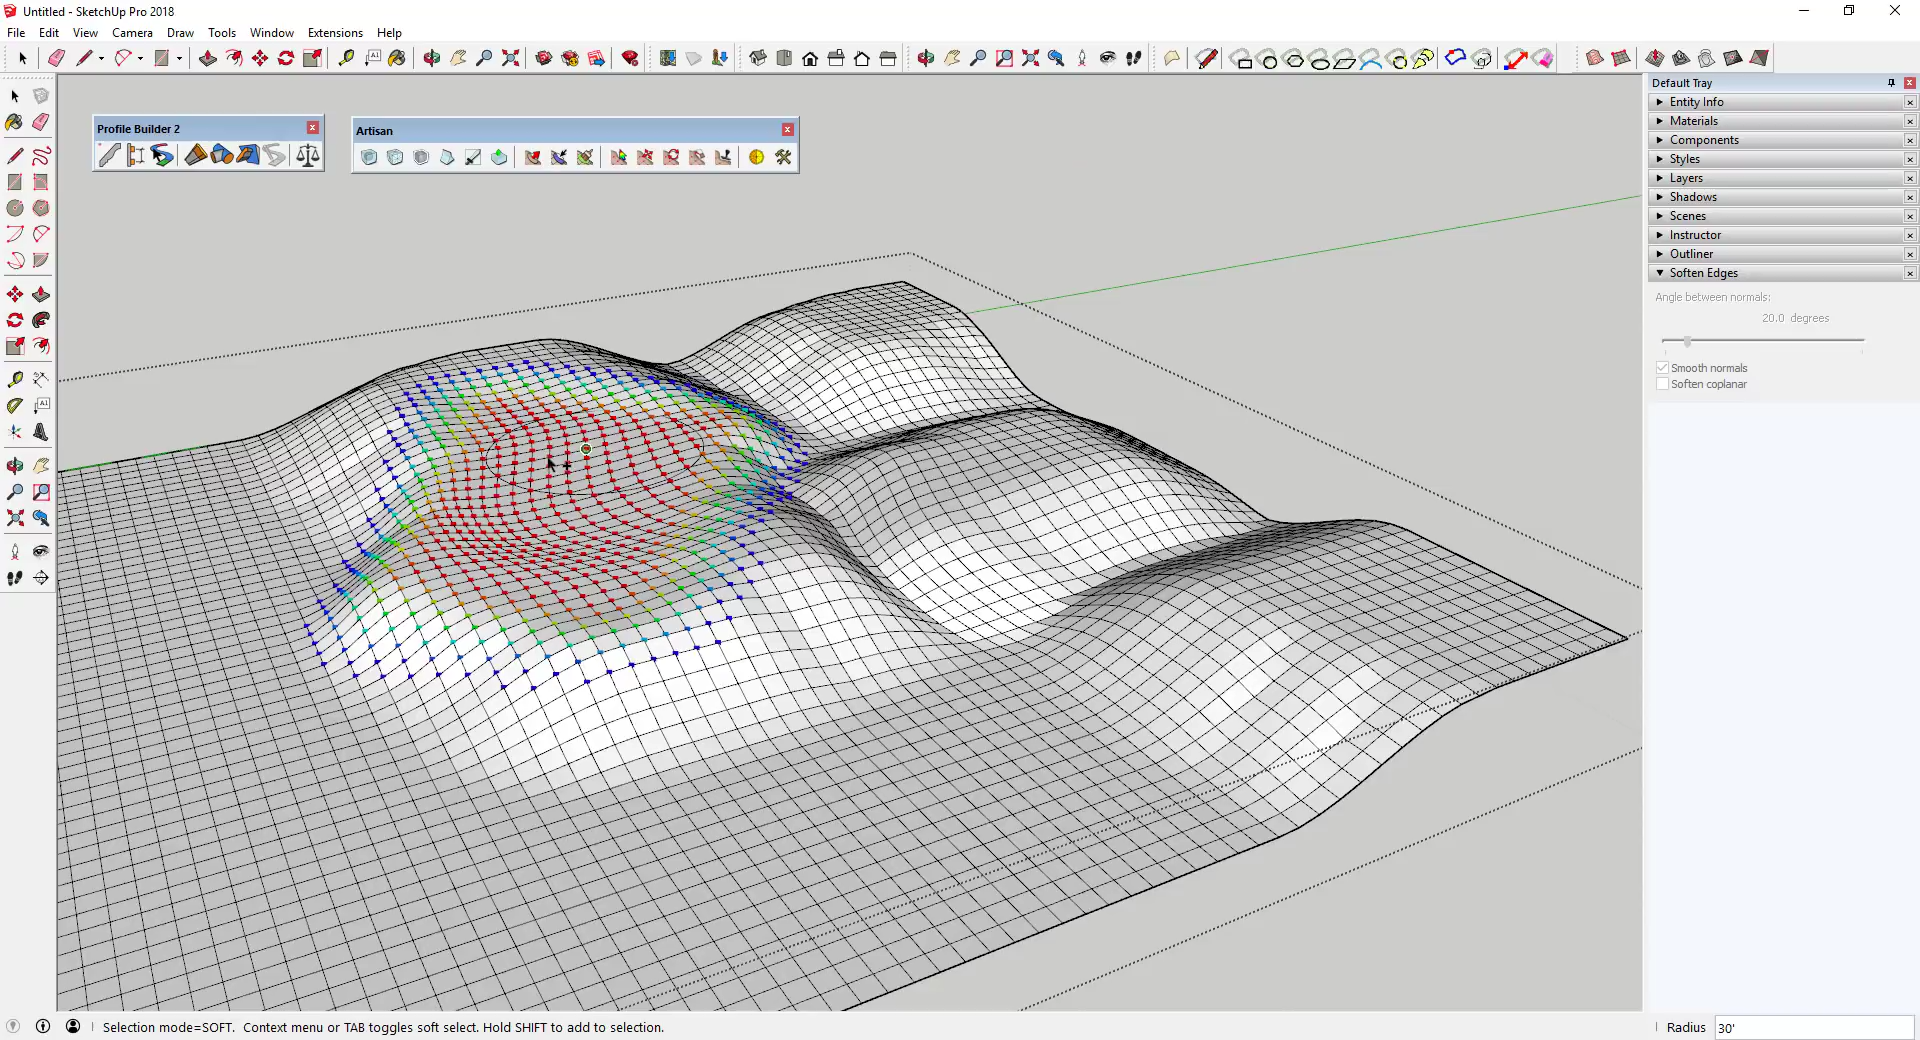 Untitled - SketchUp Pro 2018
File Edit View Camera Draw Tools Window Extensions Help
Default Tray
Entity Info
Materials
Components
Styles
Layers
Shadows
Scenes
Instructor
Outliner
Soften Edges
Angle between normals:
20.0 degrees
Smooth normals
Soften coplanar
Profile Builder 2
Artisan
Selection mode=SOFT. Context menu or TAB toggles soft select. Hold SHIFT to add to selection.
Radius 30'